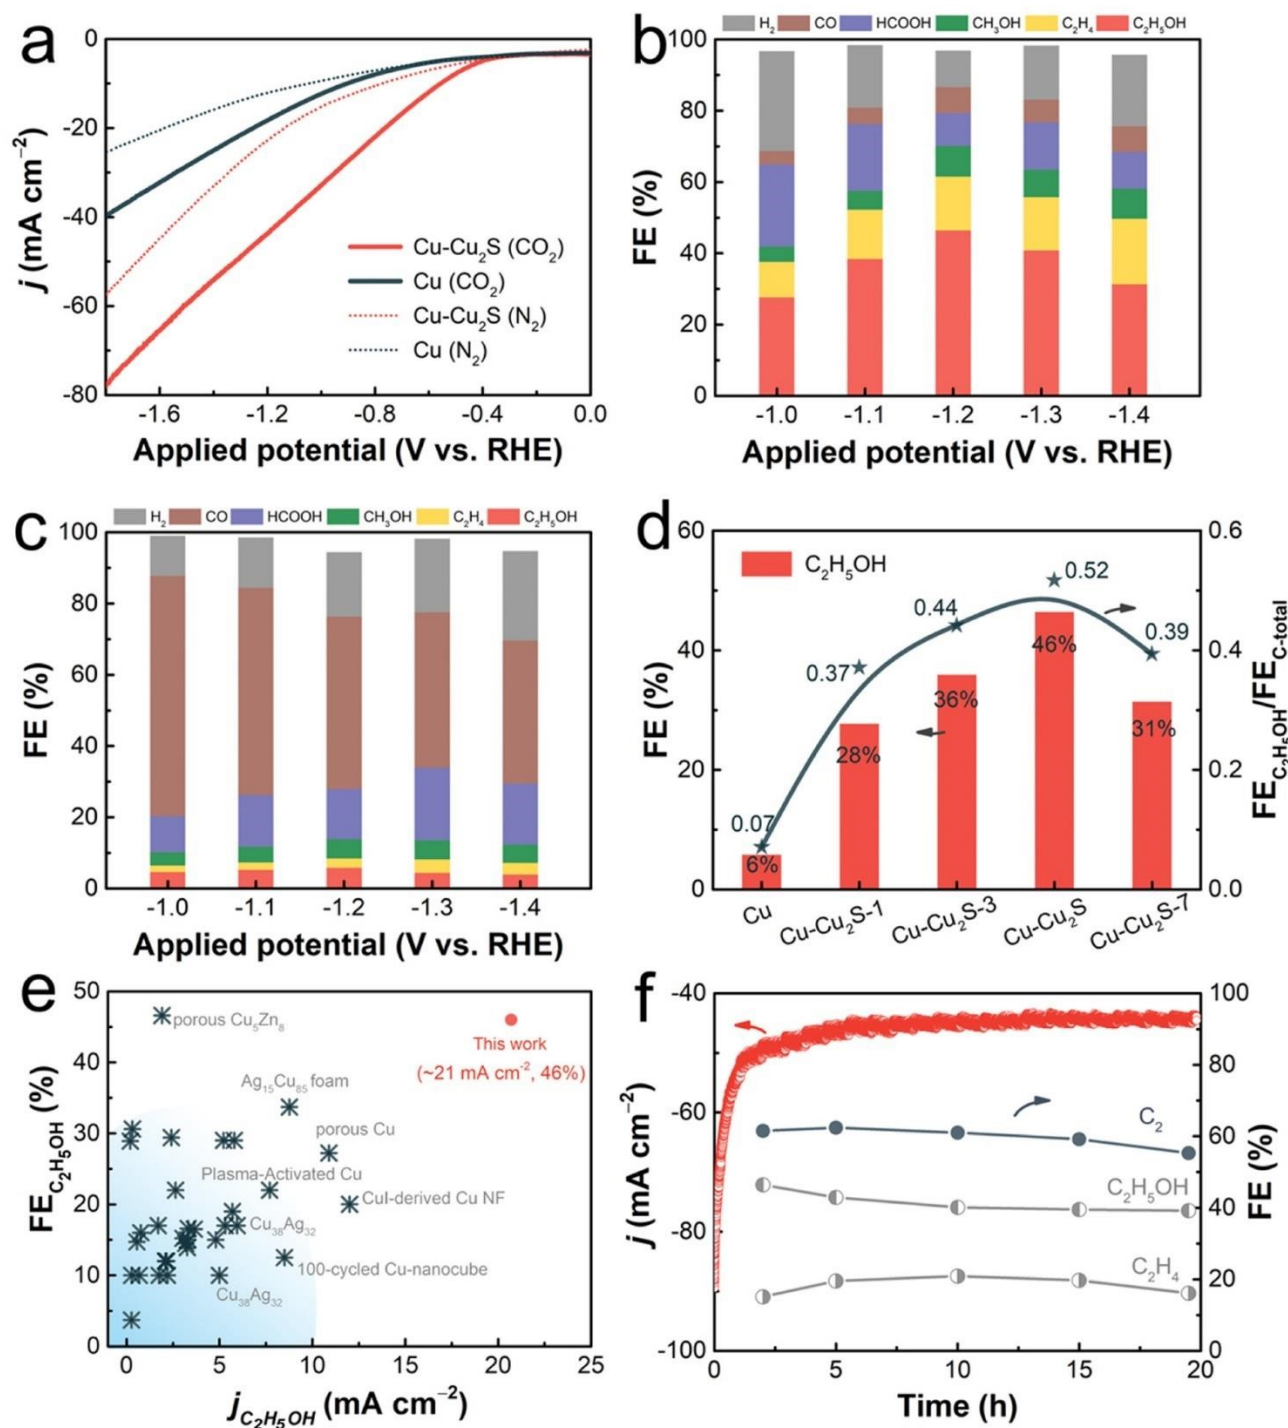 a
0
-20
-40
-60
-80
j (mA cm⁻²)
Cu-Cu₂S (CO₂)
Cu (CO₂)
Cu-Cu₂S (N₂)
Cu (N₂)
-1.6 -1.2 -0.8 -0.4 0.0
Applied potential (V vs. RHE)
b
H₂ CO HCOOH CH₃OH C₂H₄ C₂H₅OH
100
80
60
40
20
0
FE (%)
-1.0 -1.1 -1.2 -1.3 -1.4
Applied potential (V vs. RHE)
c
H₂ CO HCOOH CH₃OH C₂H₄ C₂H₅OH
100
80
60
40
20
0
FE (%)
-1.0 -1.1 -1.2 -1.3 -1.4
Applied potential (V vs. RHE)
d
60
40
20
0
FE (%)
C₂H₅OH
0.07
0.37
0.44
0.52
0.39
6%
28%
36%
46%
31%
0.6
0.4
0.2
0.0
FE C₂H₅OH/FE C-total
Cu Cu-Cu₂S-1 Cu-Cu₂S-3 Cu-Cu₂S Cu-Cu₂S-7
e
50
40
30
20
10
0
FE C₂H₅OH (%)
porous Cu₅Zn₈
This work
(~21 mA cm⁻², 46%)
Ag₁₅Cu₈₅ foam
porous Cu
Plasma-Activated Cu
CuI-derived Cu NF
Cu₃₈Ag₃₂
100-cycled Cu-nanocube
Cu₃₈Ag₃₂
0 5 10 15 20 25
j C₂H₅OH (mA cm⁻²)
f
-40
-60
-80
-100
j (mA cm⁻²)
C₂
C₂H₅OH
C₂H₄
100
80
60
40
20
0
FE (%)
0 5 10 15 20
Time (h)